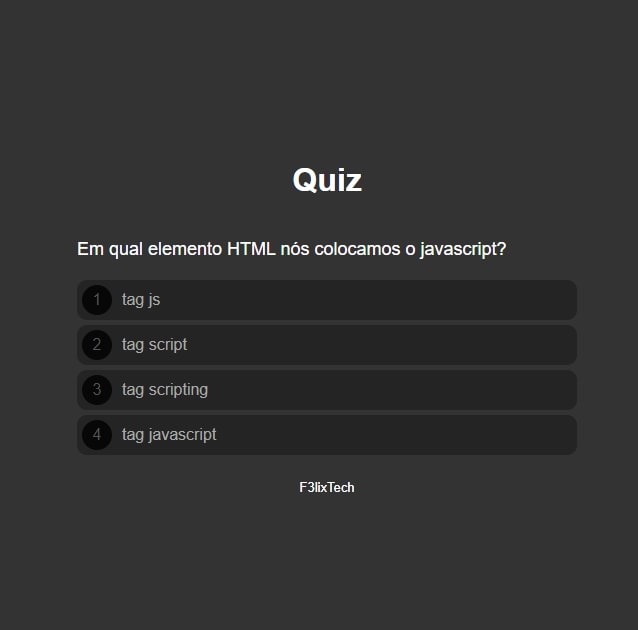 Quiz
Em qual elemento HTML nós colocamos o javascript?
1 tag js
2 tag script
3 tag scripting
4 tag javascript
F3lixTech